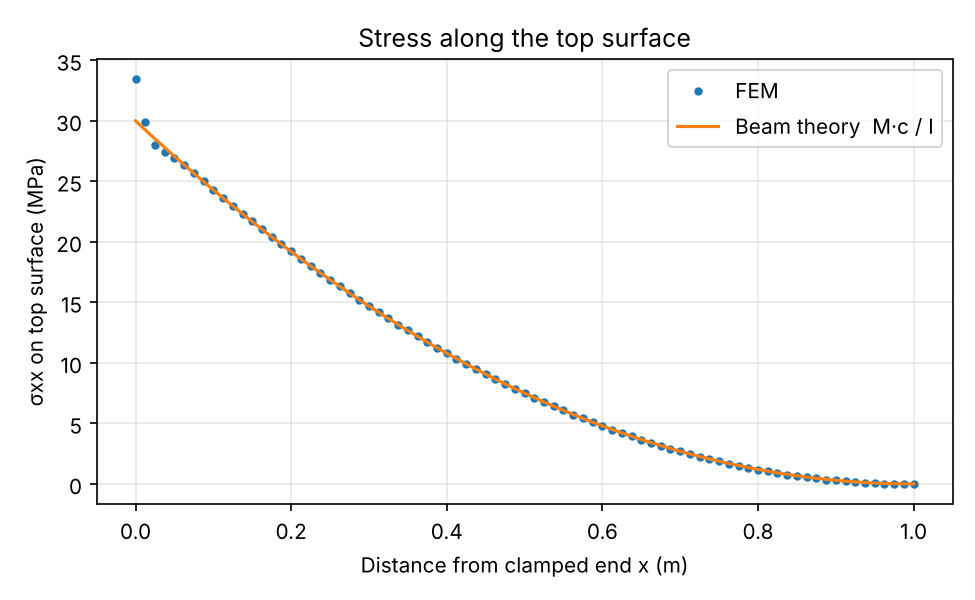 Stress along the top surface
FEM
Beam theory  M·c / I
σxx on top surface (MPa)
35
30
25
20
15
10
5
0
0.0 0.2 0.4 0.6 0.8 1.0
Distance from clamped end x (m)